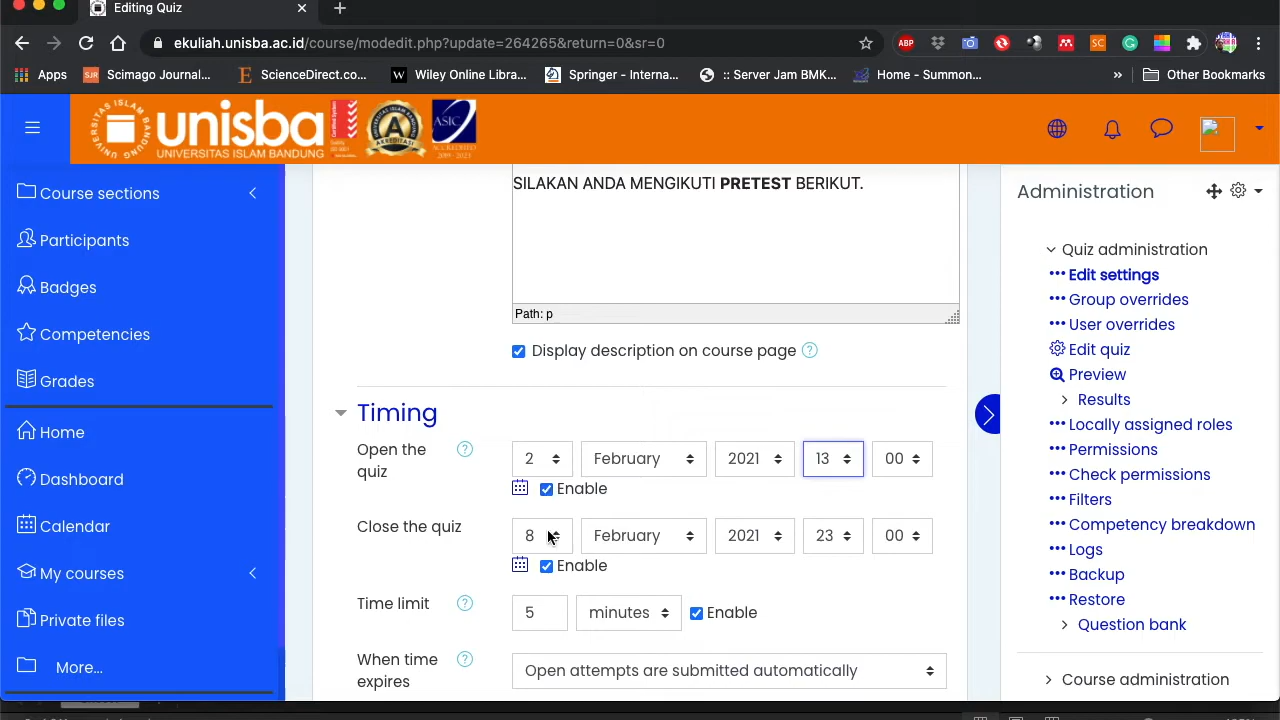 Editing Quiz
ekuliah.unisba.ac.id/course/modedit.php?update=264265&return=0&sr=0
ABP
SC
Apps
SJR Scimago Journal...
E ScienceDirect.co...
W Wiley Online Libra...
Springer - Interna...
:: Server Jam BMK...
Home - Summon...
»
Other Bookmarks
unisba
UNIVERSITAS ISLAM BANDUNG
A
ASIC
Course sections
Participants
Badges
Competencies
Grades
Home
Dashboard
Calendar
My courses
Private files
More...
SILAKAN ANDA MENGIKUTI PRETEST BERIKUT.
Path: p
Display description on course page
Timing
Open the quiz
2 February 2021 13 00
Enable
Close the quiz
8 February 2021 23 00
Enable
Time limit
5 minutes Enable
When time expires
Open attempts are submitted automatically
Administration
Quiz administration
Edit settings
Group overrides
User overrides
Edit quiz
Preview
Results
Locally assigned roles
Permissions
Check permissions
Filters
Competency breakdown
Logs
Backup
Restore
Question bank
Course administration